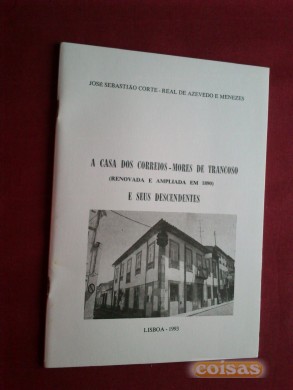 JOSE SEBASTIÃO CORTE - REAL DE AZEVEDO E MENEZES
A CASA DOS CORREIOS-MORES DE TRANCOSO
(RENOVADA E AMPLIADA EM 1890)
E SEUS DESCENDENTES
LISBOA - 1993
coisas